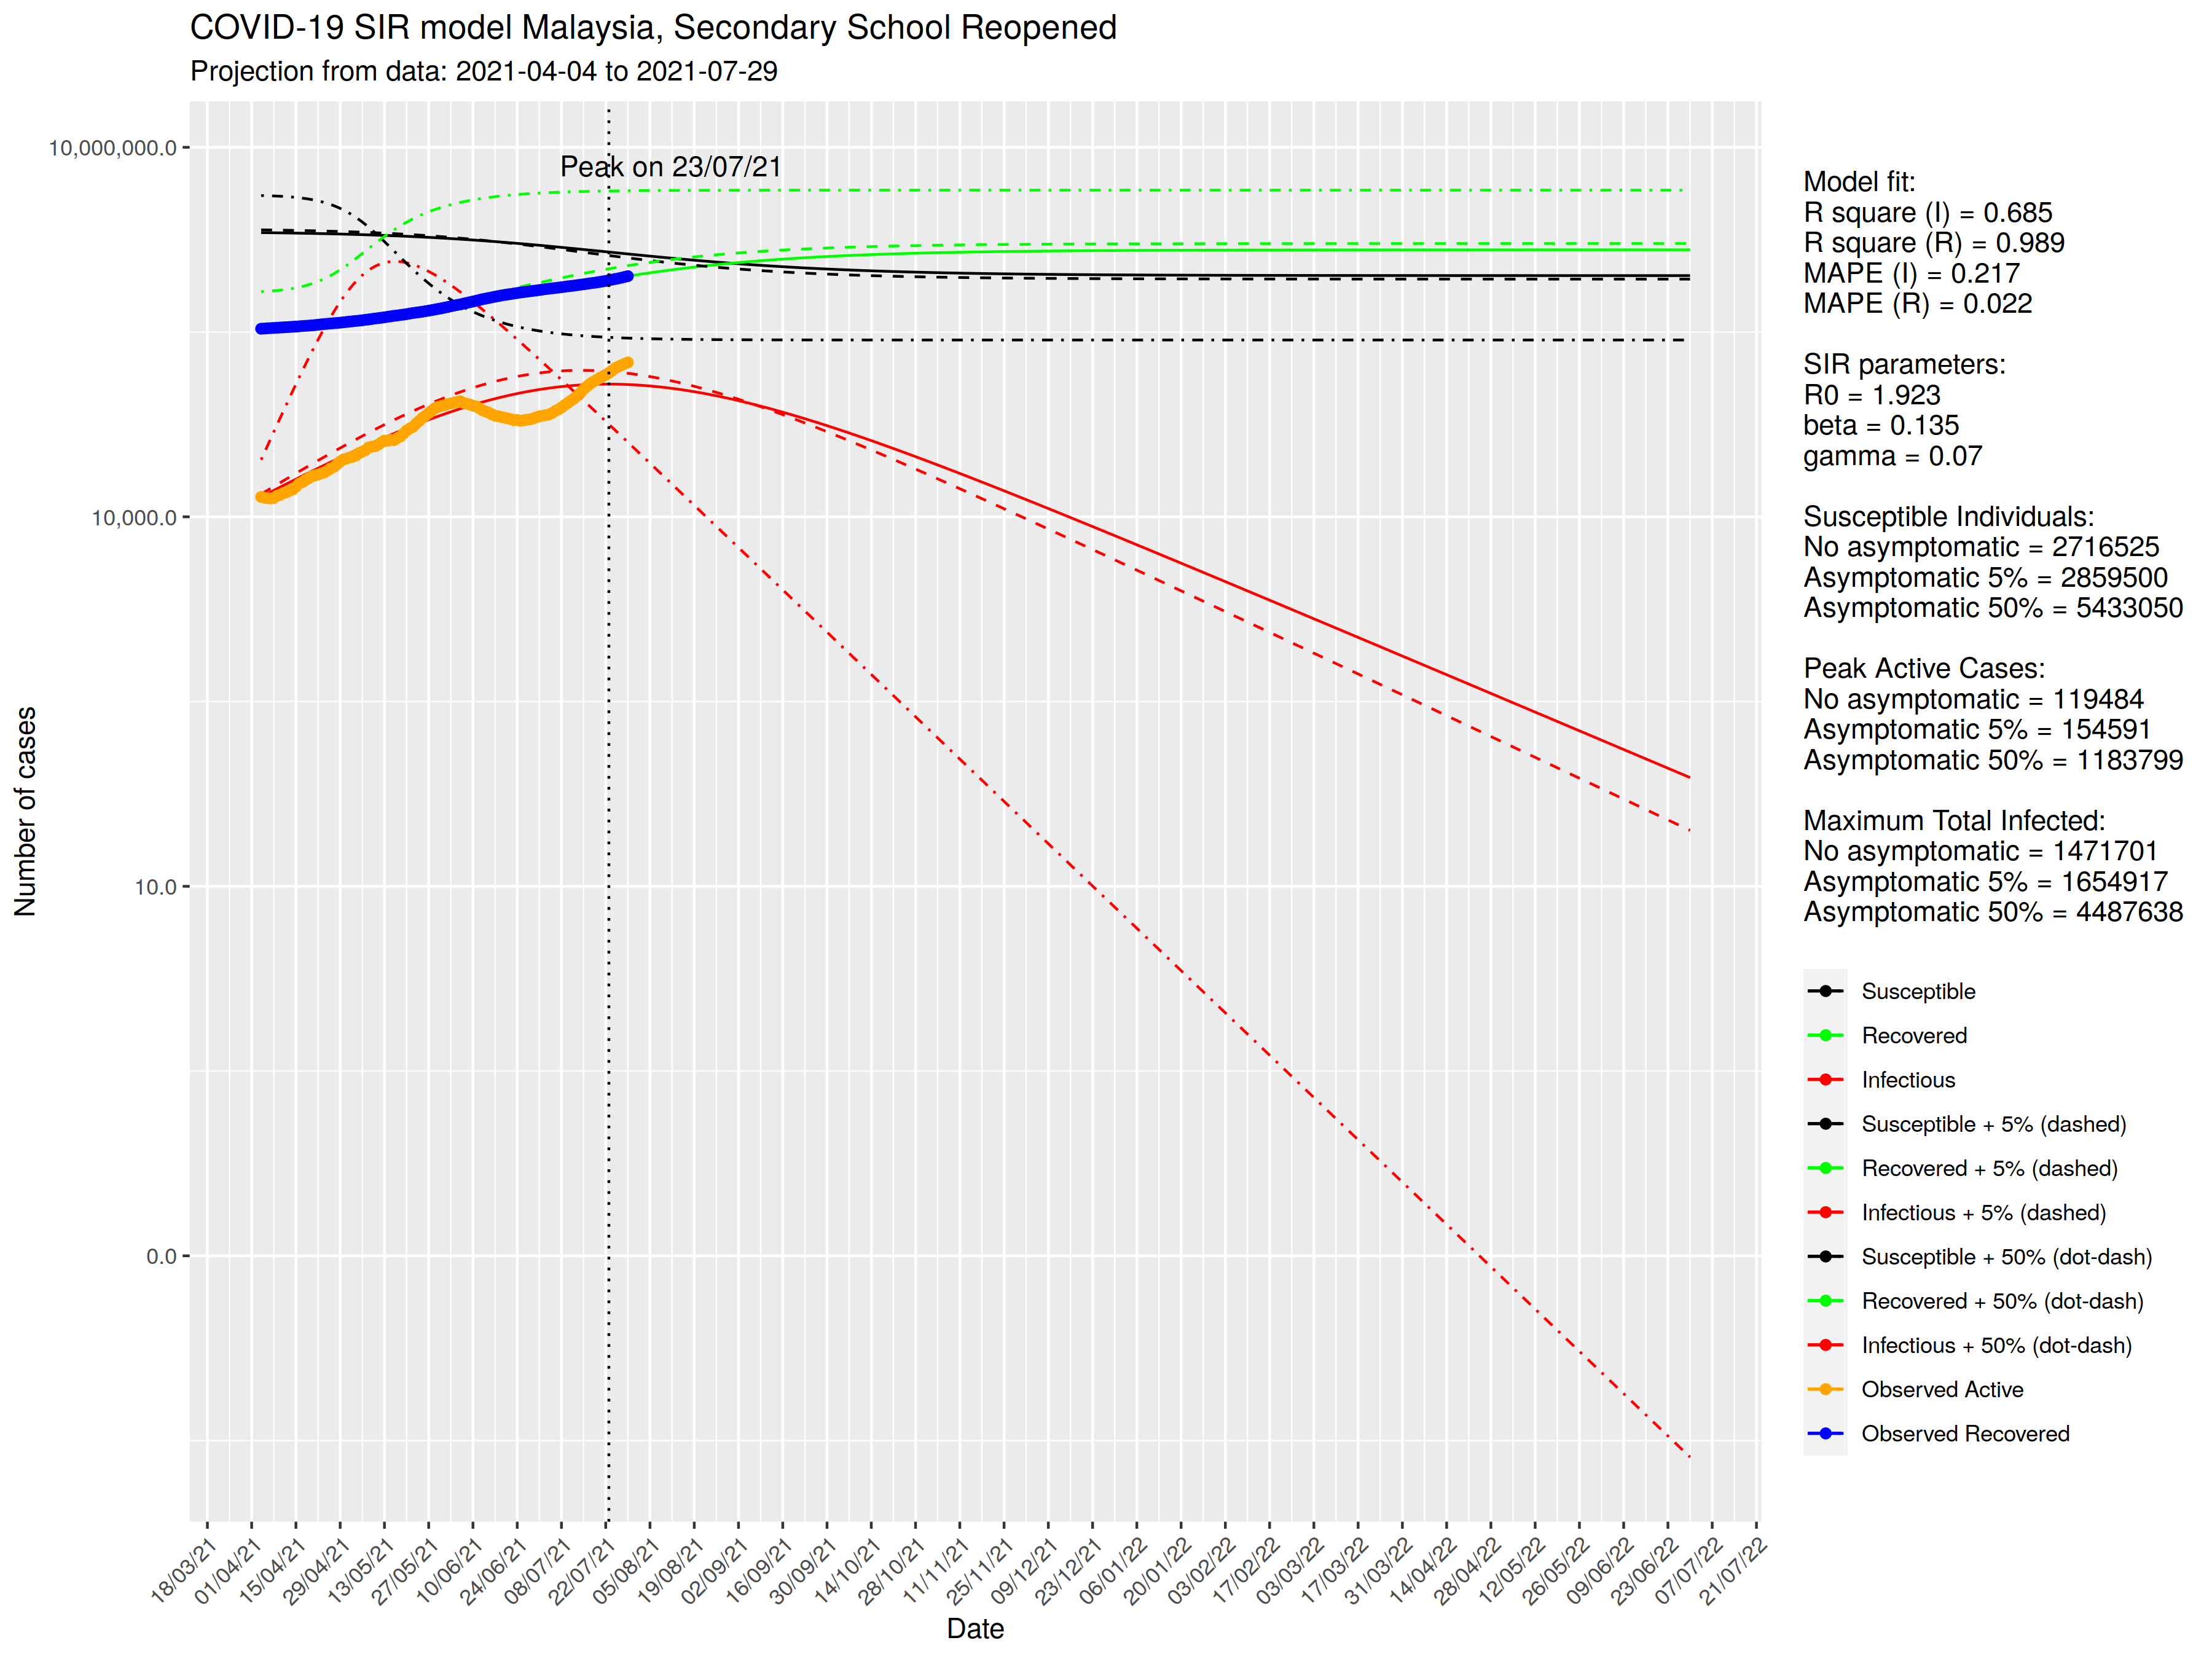 COVID-19 SIR model Malaysia, Secondary School Reopened
Projection from data: 2021-04-04 to 2021-07-29
Peak on 23/07/21
10,000,000.0
10,000.0
10.0
0.0
Number of cases
18/03/21
01/04/21
15/04/21
29/04/21
13/05/21
27/05/21
10/06/21
24/06/21
08/07/21
22/07/21
05/08/21
19/08/21
02/09/21
16/09/21
30/09/21
14/10/21
28/10/21
11/11/21
25/11/21
09/12/21
23/12/21
06/01/22
20/01/22
03/02/22
17/02/22
03/03/22
17/03/22
31/03/22
14/04/22
28/04/22
12/05/22
26/05/22
09/06/22
23/06/22
07/07/22
21/07/22
Date
Model fit:
R square (I) = 0.685
R square (R) = 0.989
MAPE (I) = 0.217
MAPE (R) = 0.022
SIR parameters:
R0 = 1.923
beta = 0.135
gamma = 0.07
Susceptible Individuals:
No asymptomatic = 2716525
Asymptomatic 5% = 2859500
Asymptomatic 50% = 5433050
Peak Active Cases:
No asymptomatic = 119484
Asymptomatic 5% = 154591
Asymptomatic 50% = 1183799
Maximum Total Infected:
No asymptomatic = 1471701
Asymptomatic 5% = 1654917
Asymptomatic 50% = 4487638
Susceptible
Recovered
Infectious
Susceptible + 5% (dashed)
Recovered + 5% (dashed)
Infectious + 5% (dashed)
Susceptible + 50% (dot-dash)
Recovered + 50% (dot-dash)
Infectious + 50% (dot-dash)
Observed Active
Observed Recovered